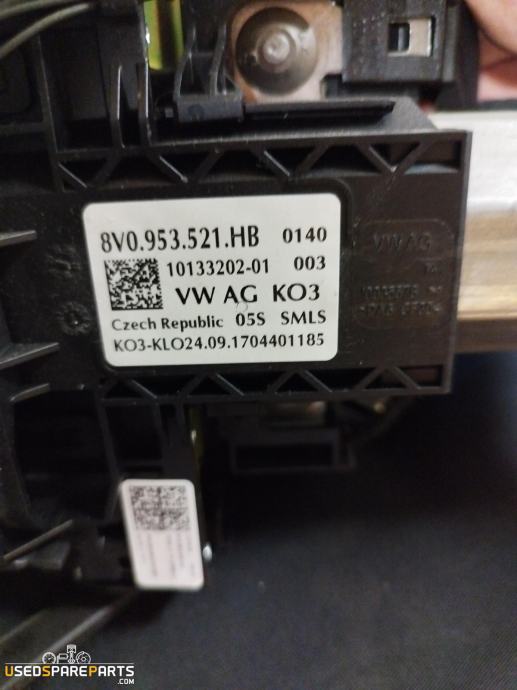 8V0.953.521.HB 0140
10133202-01 003
VW AG KO3
Czech Republic 05S SMLS
KO3-KLO24.09.1704401185
VW AG
USEDSPAREPARTS
.COM